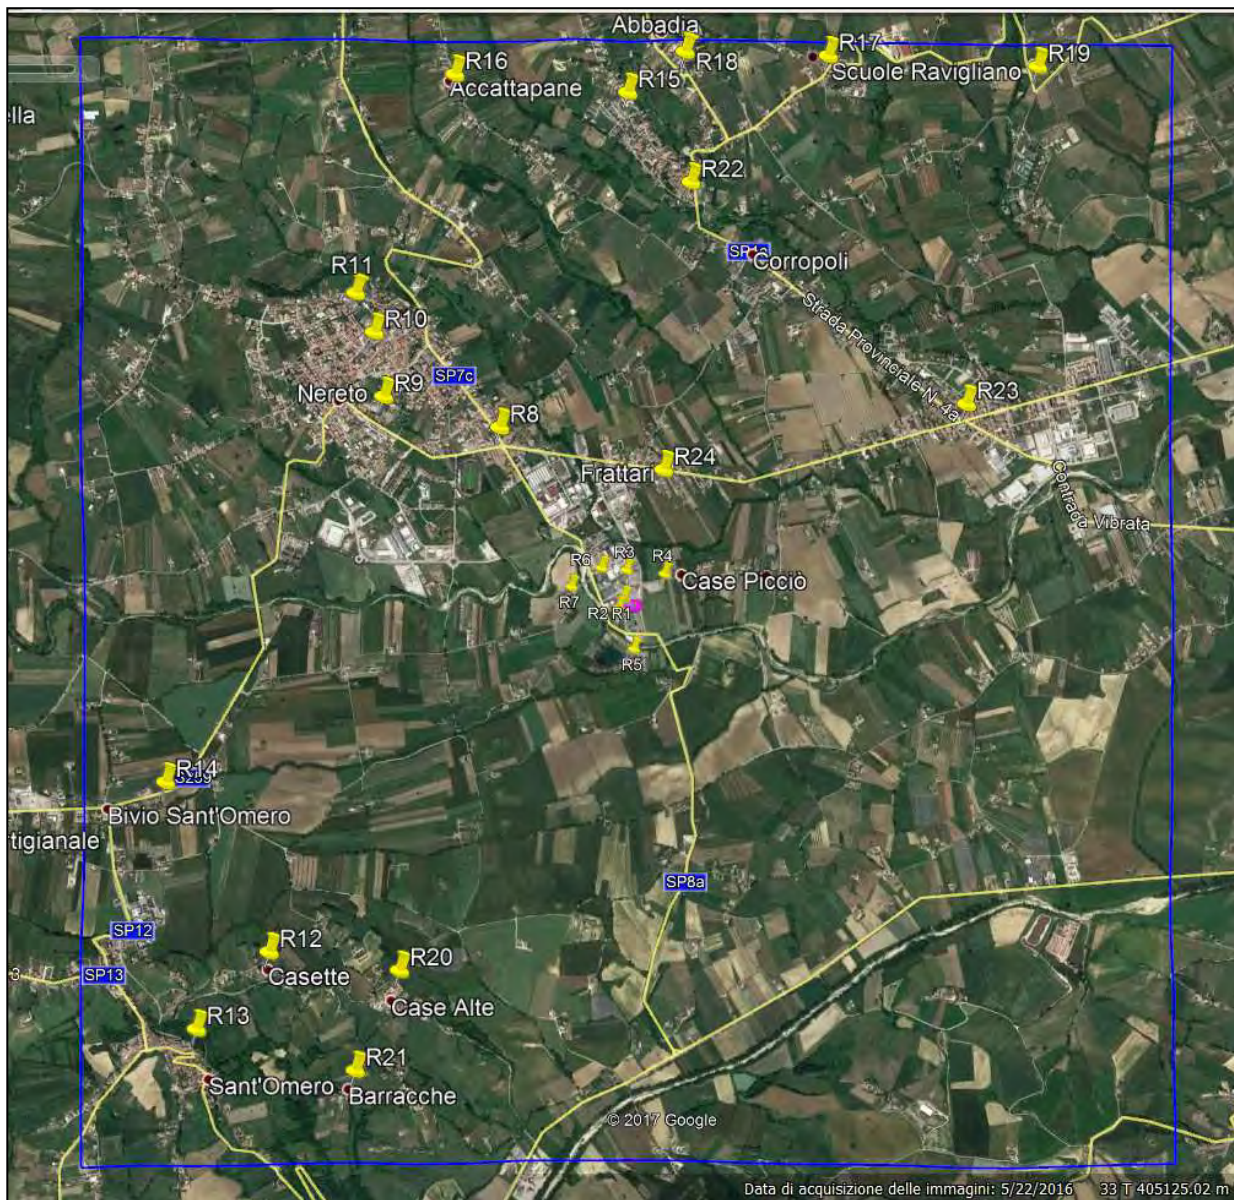 Abbadia
R17
R18
R19
R16
Scuole Ravigliano
R15
Accattapane
ella
R22
Corropoli
R11
Strada Provinciale N. 4a
R10
SP7c
R9
Nereto
R23
R8
R24
Frattari
Contrada Vibrata
R6
R3
R4
Case Picciò
R7
R2
R1
R5
R14
Bivio Sant'Omero
tigianale
SP8a
SP12
R12
R20
SP13
3
Casette
Case Alte
R13
R21
Sant'Omero
Barracche
© 2017 Google
Data di acquisizione delle immagini: 5/22/2016 33 T 405125.02 m